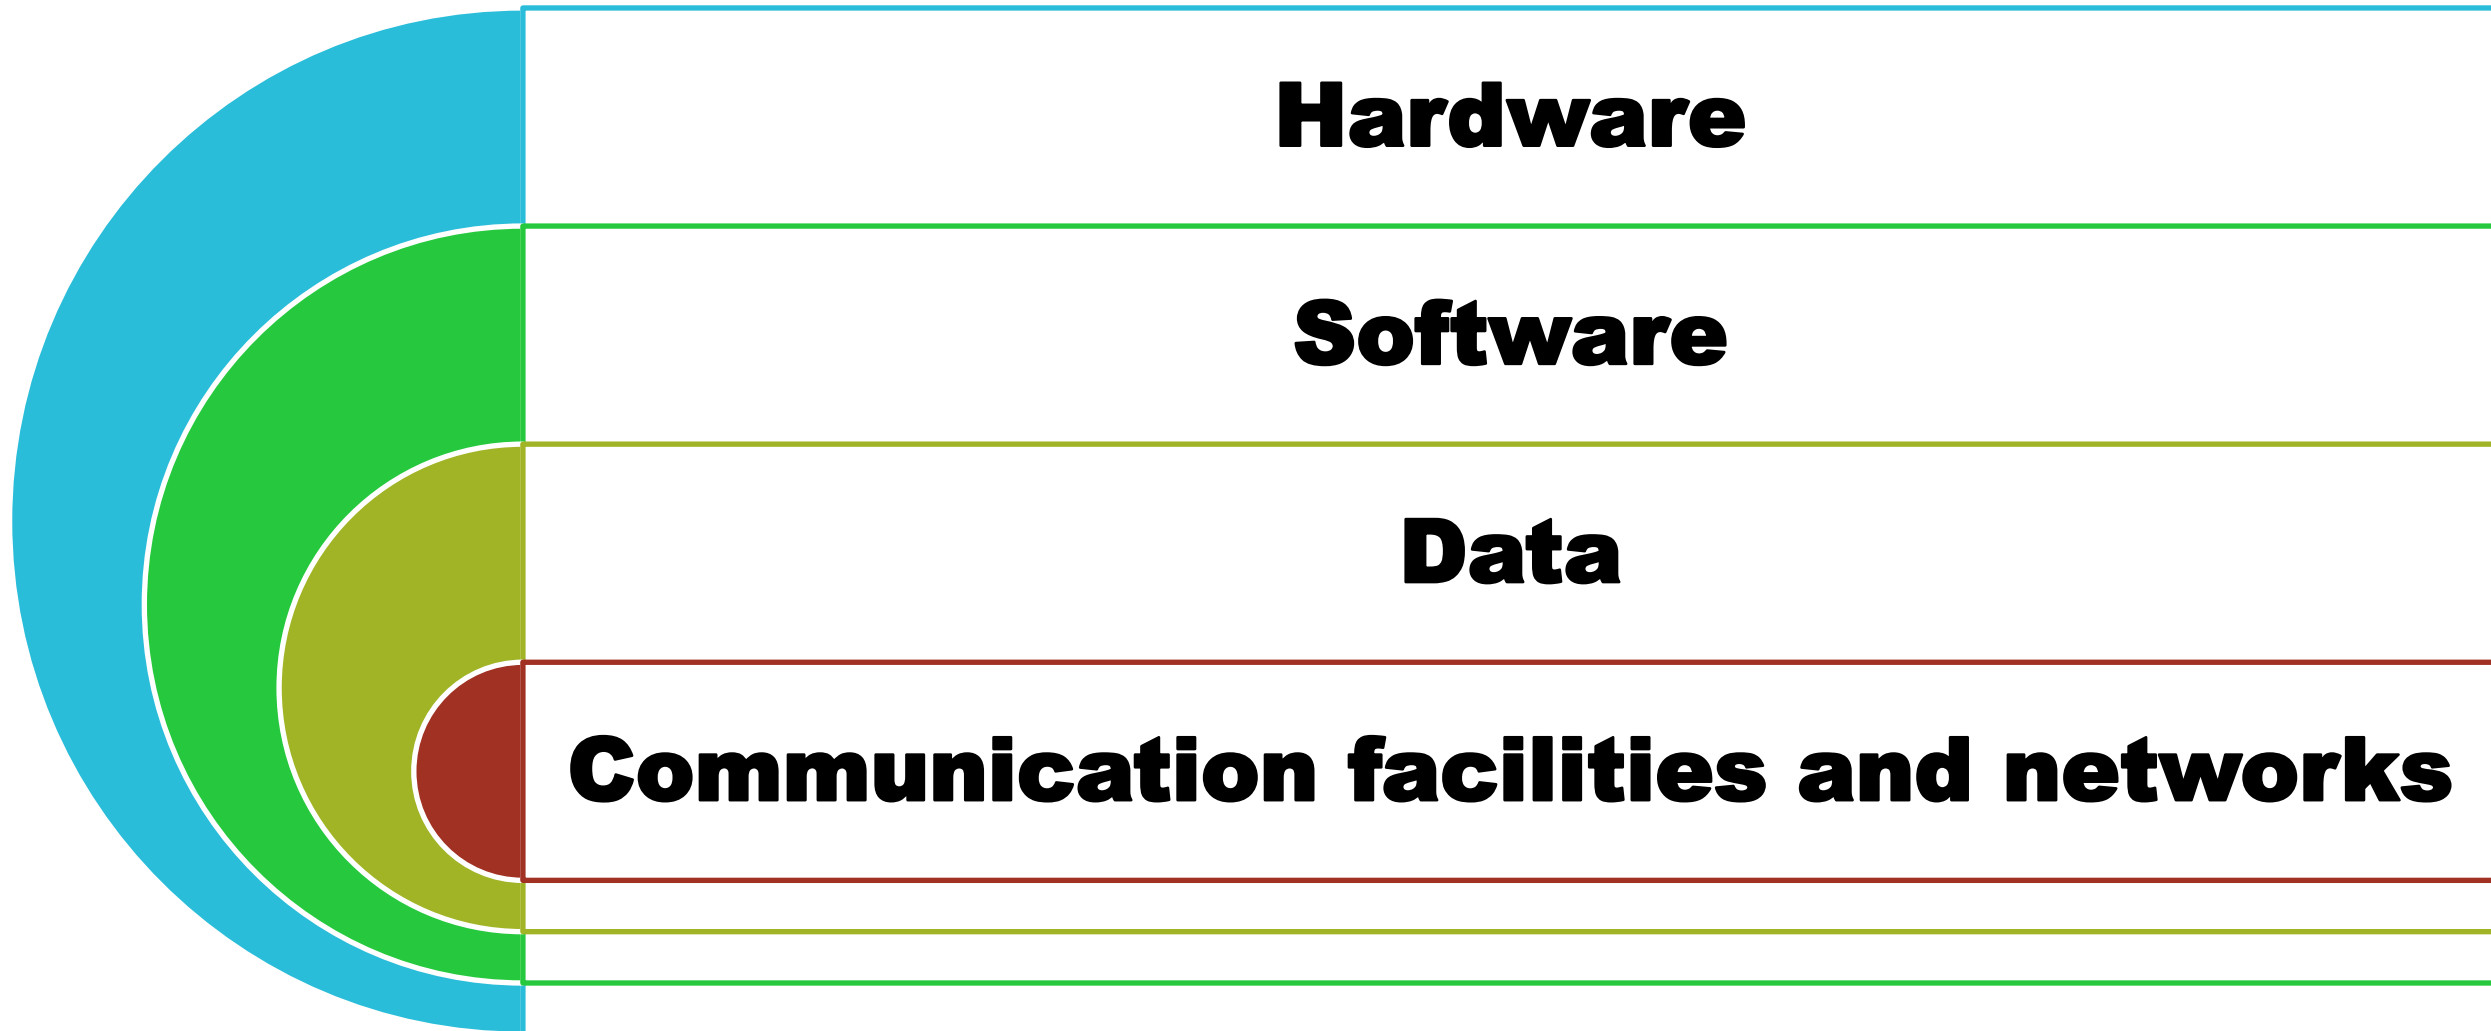 Hardware
Software
Data
Communication facilities and networks